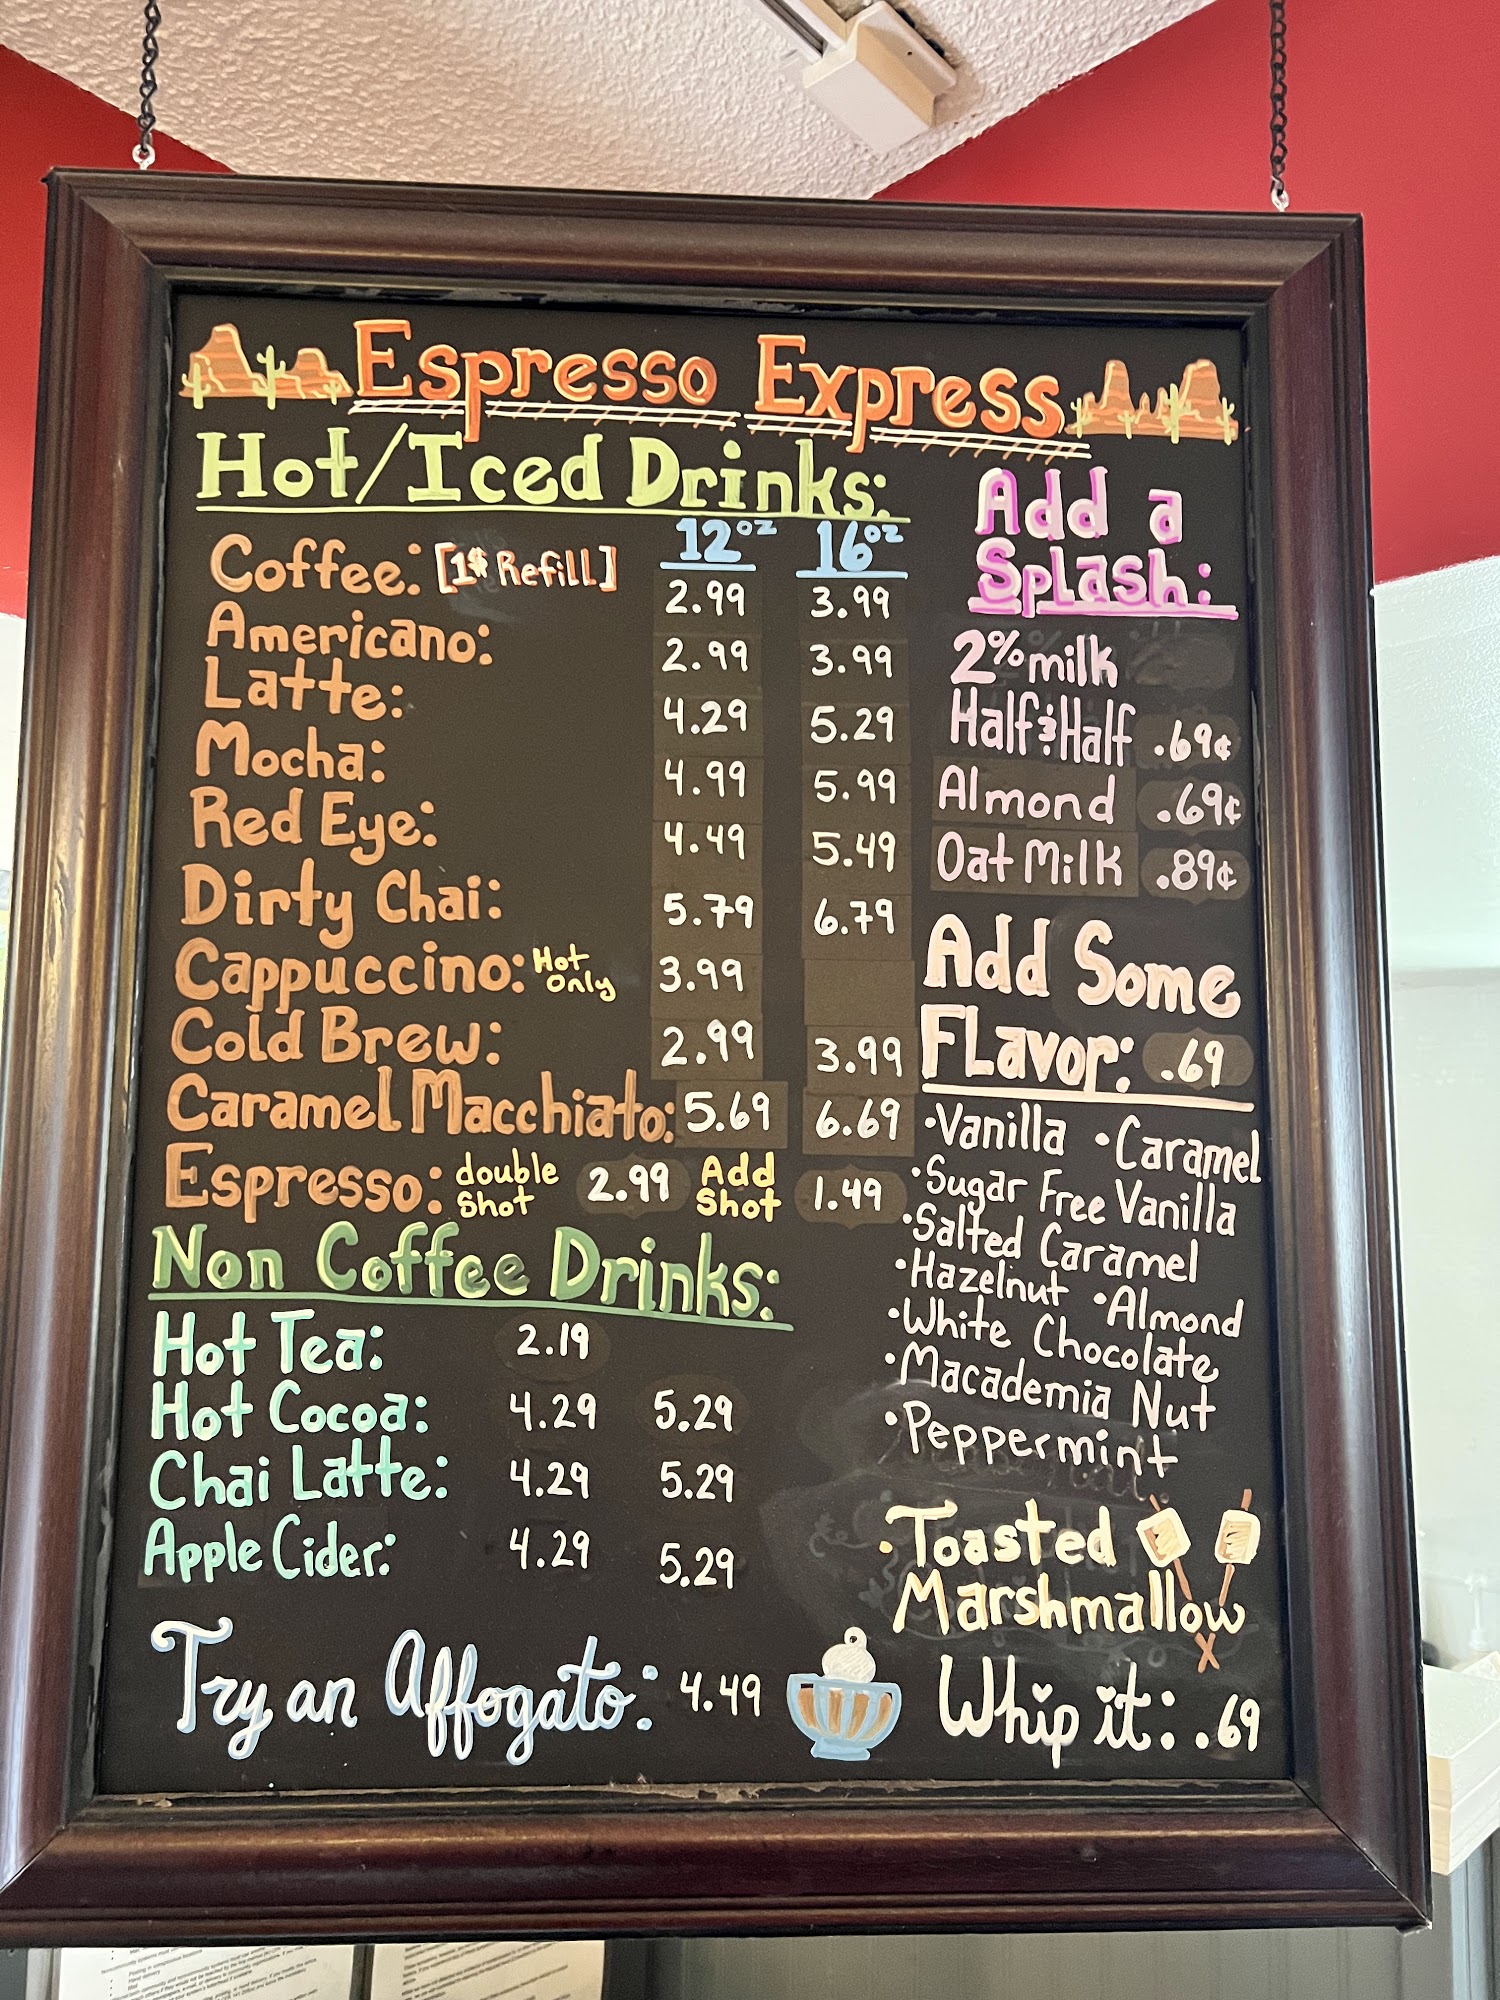 Espresso Express
Hot/Iced Drinks:
12oz 16oz
Coffee: [1$ Refill] 2.99 3.99
Americano: 2.99 3.99
Latte: 4.29 5.29
Mocha: 4.99 5.99
Red Eye: 4.49 5.49
Dirty Chai: 5.79 6.79
Cappuccino: Hot Only 3.99
Cold Brew: 2.99 3.99
Caramel Macchiato: 5.69 6.69
Espresso: double Shot 2.99 Add Shot 1.49
Non Coffee Drinks:
Hot Tea: 2.19
Hot Cocoa: 4.29 5.29
Chai Latte: 4.29 5.29
Apple Cider: 4.29 5.29
Try an Affogato: 4.49
Add a
Splash:
2% milk
Half & Half .69¢
Almond .69¢
Oat Milk .89¢
Add Some
Flavor: .69
•Vanilla •Caramel
•Sugar Free Vanilla
•Salted Caramel
•Hazelnut •Almond
•White Chocolate
•Macademia Nut
•Peppermint
•Toasted
Marshmallow
Whip it: .69